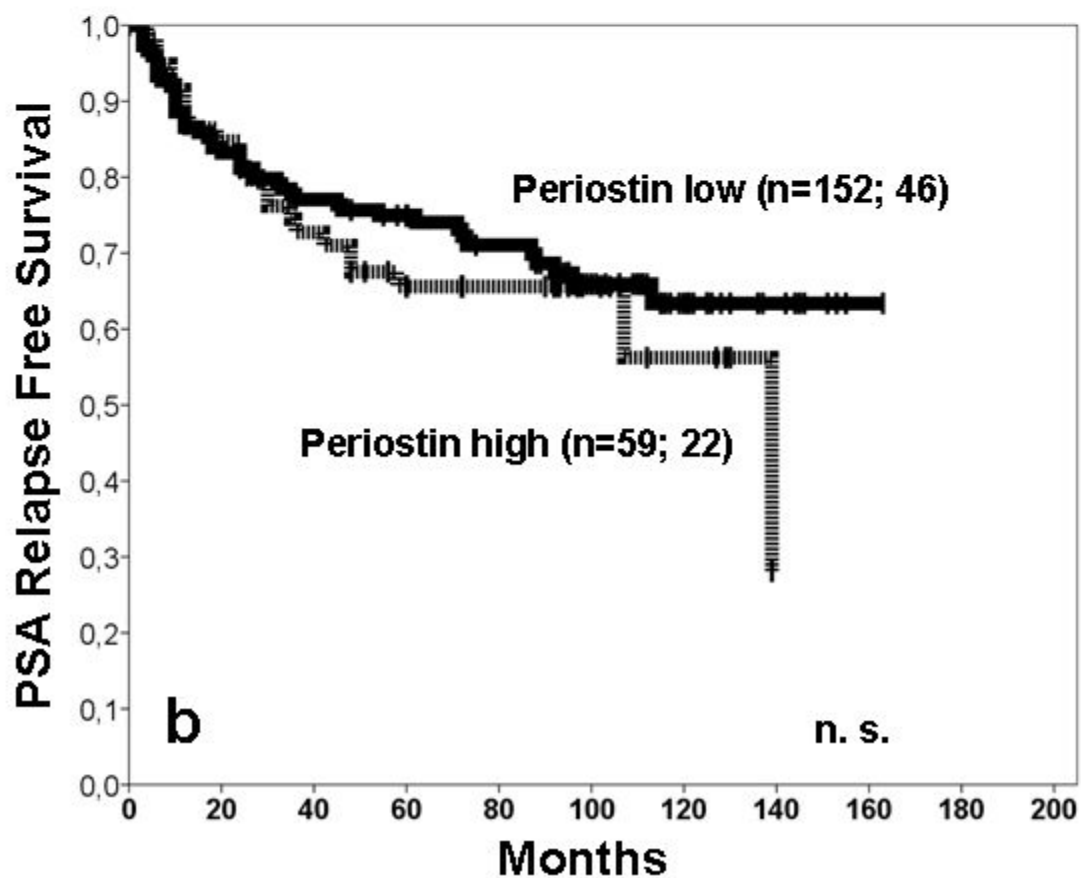 PSA Relapse Free Survival
1,0
0,9
0,8
0,7
0,6
0,5
0,4
0,3
0,2
0,1
0,0
Periostin low (n=152; 46)
Periostin high (n=59; 22)
b
n. s.
0 20 40 60 80 100 120 140 160 180 200
Months